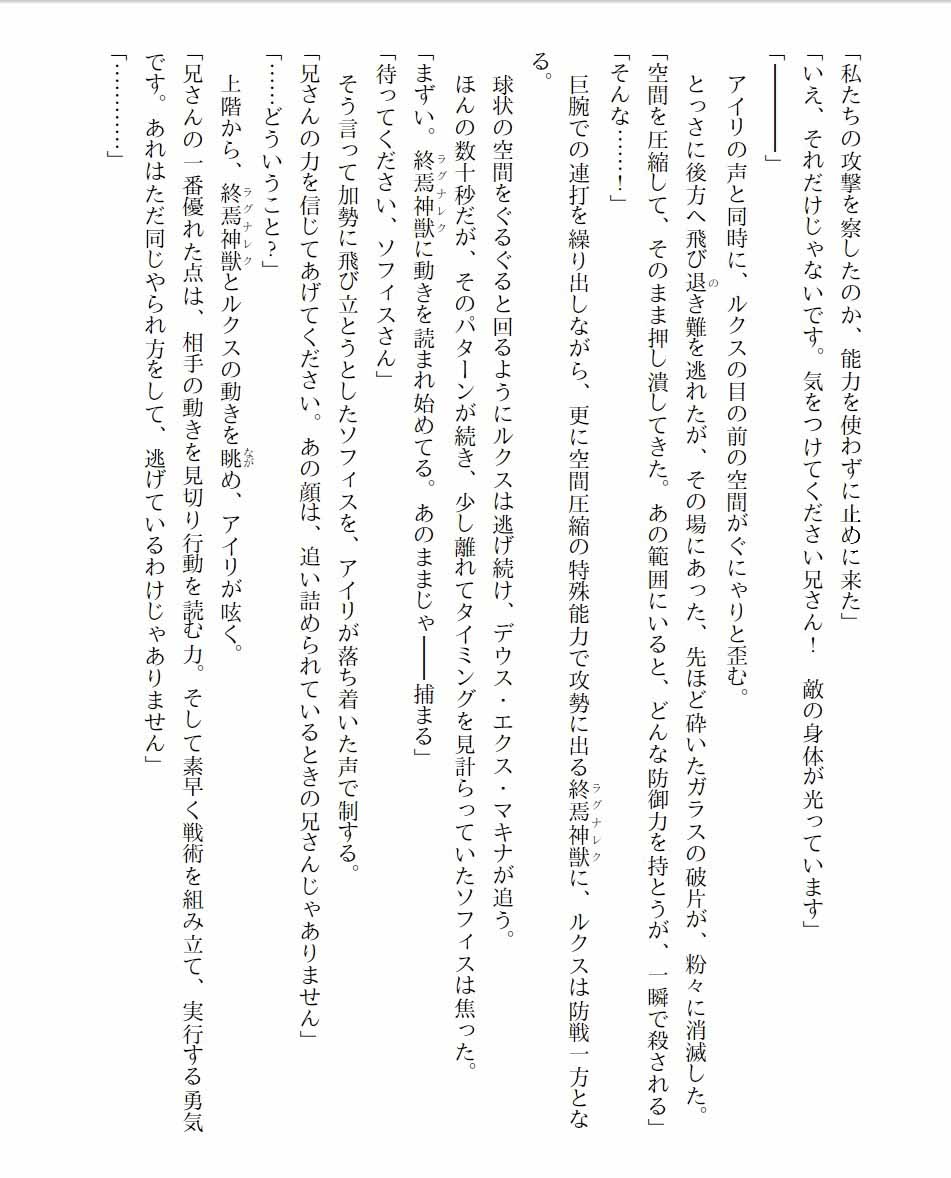 「私たちの攻撃を察したのか、能力を使わずに止めに来た」
「いえ、それだけじゃないです。気をつけてください兄さん！　敵の身体が光っています」
「━━━━」
　アイリの声と同時に、ルクスの目の前の空間がぐにゃりと歪む。
　とっさに後方へ飛び退き難を逃れたが、その場にあった、先ほど砕いたガラスの破片が、粉々に消滅した。
「空間を圧縮して、そのまま押し潰してきた。あの範囲にいると、どんな防御力を持とうが、一瞬で殺される」
「そんな……！」
　巨腕での連打を繰り出しながら、更に空間圧縮の特殊能力で攻勢に出る終焉神獣に、ルクスは防戦一方とな
る。
　球状の空間をぐるぐると回るようにルクスは逃げ続け、デウス・エクス・マキナが追う。
　ほんの数十秒だが、そのパターンが続き、少し離れてタイミングを見計らっていたソフィスは焦った。
「まずい。終焉神獣に動きを読まれ始めてる。あのままじゃ━━捕まる」
「待ってください、ソフィスさん」
　そう言って加勢に飛び立とうとしたソフィスを、アイリが落ち着いた声で制する。
「兄さんの力を信じてあげてください。あの顔は、追い詰められているときの兄さんじゃありません」
「……どういうこと？」
　上階から、終焉神獣とルクスの動きを眺め、アイリが呟く。
「兄さんの一番優れた点は、相手の動きを見切り行動を読む力。そして素早く戦術を組み立て、実行する勇気
です。あれはただ同じやられ方をして、逃げているわけじゃありません」
「…………」